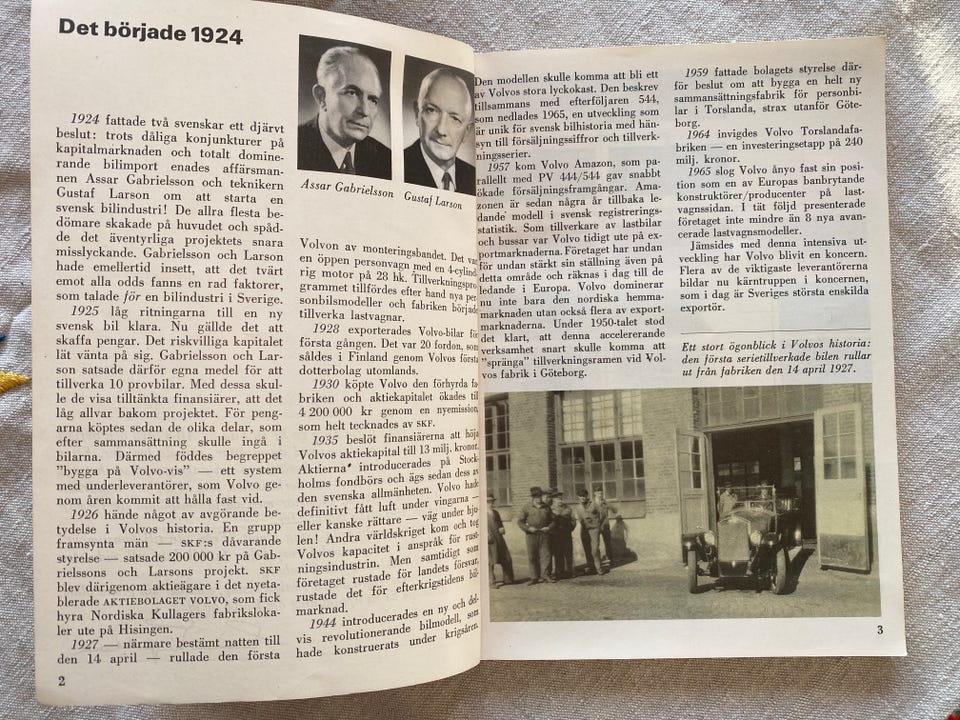 Det började 1924
1924 fattade två svenskar ett djärvt
beslut: trots dåliga konjunkturer på
kapitalmarknaden och totalt domine-
rande bilimport enades affärsman-
nen Assar Gabrielsson och teknikern
Gustaf Larson om att starta en
svensk bilindustri! De allra flesta be-
dömare skakade på huvudet och spåd-
de det äventyrliga projektets snara
misslyckande. Gabrielsson och Larson
hade emellertid insett, att det tvärt
emot alla odds fanns en rad faktorer,
som talade för en bilindustri i Sverige.
1925 låg ritningarna till en ny
svensk bil klara. Nu gällde det att
skaffa pengar. Det riskvilliga kapitalet
lät vänta på sig. Gabrielsson och Lar-
son satsade därför egna medel för att
tillverka 10 provbilar. Med dessa skul-
le de visa tilltänkta finansiärer, att det
låg allvar bakom projektet. För peng-
arna köptes sedan de olika delar, som
efter sammansättning skulle ingå i
bilarna. Därmed föddes begreppet
"bygga på Volvo-vis" — ett system
med underleverantörer, som Volvo ge-
nom åren kommit att hålla fast vid.
1926 hände något av avgörande be-
tydelse i Volvos historia. En grupp
framsynta män — SKF:s dåvarande
styrelse — satsade 200 000 kr på Gab-
rielssons och Larsons projekt. SKF
blev därigenom aktieägare i det nyeta-
blerade AKTIEBOLAGET VOLVO, som fick
hyra Nordiska Kullagers fabriksloka-
ler ute på Hisingen.
1927 — närmare bestämt natten till
den 14 april — rullade den första
2
Assar Gabrielsson
Gustaf Larson
Volvon av monteringsbandet. Det var
en öppen personvagn med en 4-cylind-
rig motor på 28 hk. Tillverkningspro-
grammet tillfördes efter hand nya per-
sonbilsmodeller och fabriken började
tillverka lastvagnar.
1928 exporterades Volvo-bilar för
första gången. Det var 20 fordon, som
såldes i Finland genom Volvos första
dotterbolag utomlands.
1930 köpte Volvo den förhyrda fa-
briken och aktiekapitalet ökades till
4 200 000 kr genom en nyemission,
som helt tecknades av SKF.
1935 beslöt finansiärerna att höja
Volvos aktiekapital till 13 milj. kronor.
Aktierna introducerades på Stock-
holms fondbörs och ägs sedan dess av
den svenska allmänheten. Volvo hade
definitivt fått luft under vingarna —
eller kanske rättare — väg under hju-
len! Andra världskriget kom och tog
Volvos kapacitet i anspråk för rust-
ningsindustrin. Men samtidigt som
företaget rustade för landets försvar,
rustade det för efterkrigstidens bil-
marknad.
1944 introducerades en ny och del-
vis revolutionerande bilmodell, som
hade konstruerats under krigsåren.
Den modellen skulle komma att bli ett
av Volvos stora lyckokast. Den beskrev
tillsammans med efterföljaren 544,
som nedlades 1965, en utveckling som
är unik för svensk bilhistoria med hän-
syn till försäljningssiffror och tillverk-
ningsserier.
1957 kom Volvo Amazon, som pa-
rallellt med PV 444/544 gav snabbt
ökade försäljningsframgångar. Ama-
zonen är sedan några år tillbaka le-
dande modell i svensk registrerings-
statistik. Som tillverkare av lastbilar
och bussar var Volvo tidigt ute på ex-
portmarknaderna. Företaget har undan
för undan stärkt sin ställning även på
detta område och räknas i dag till de
ledande i Europa. Volvo dominerar
nu inte bara den nordiska hemma-
marknaden utan också flera av export-
marknaderna. Under 1950-talet stod
det klart, att denna accelererande
verksamhet snart skulle komma att
"spränga" tillverkningsramen vid Vol-
vos fabrik i Göteborg.
1959 fattade bolagets styrelse där-
för beslut om att bygga en helt ny
sammansättningsfabrik för personbi-
lar i Torslanda, strax utanför Göte-
borg.
1964 invigdes Volvo Torslandafa-
briken — en investeringsetapp på 240
milj. kronor.
1965 slog Volvo ånyo fast sin posi-
tion som en av Europas banbrytande
konstruktörer/producenter på last-
vagnssidan. I tät följd presenterade
företaget inte mindre än 8 nya avan-
cerade lastvagnsmodeller.
Jämsides med denna intensiva ut-
veckling har Volvo blivit en koncern.
Flera av de viktigaste leverantörerna
bildar nu kärntruppen i koncernen,
som i dag är Sveriges största enskilda
exportör.
Ett stort ögonblick i Volvos historia:
den första serietillverkade bilen rullar
ut från fabriken den 14 april 1927.
3